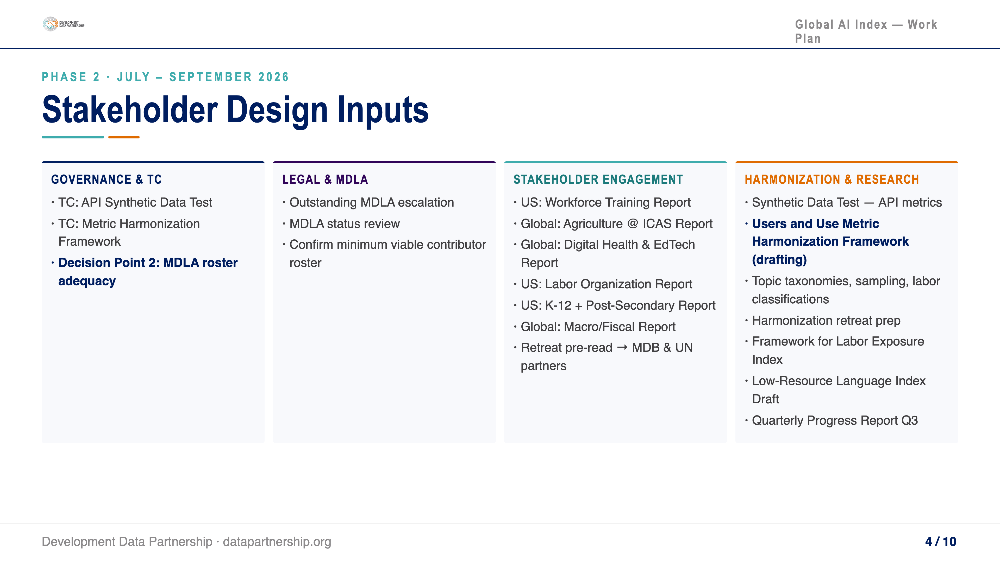 DEVELOPMENT
DATA PARTNERSHIP
Global AI Index — Work
Plan
PHASE 2 · JULY – SEPTEMBER 2026
Stakeholder Design Inputs
GOVERNANCE & TC
· TC: API Synthetic Data Test
· TC: Metric Harmonization
Framework
· Decision Point 2: MDLA roster
adequacy
LEGAL & MDLA
· Outstanding MDLA escalation
· MDLA status review
· Confirm minimum viable contributor
roster
STAKEHOLDER ENGAGEMENT
· US: Workforce Training Report
· Global: Agriculture @ ICAS Report
· Global: Digital Health & EdTech
Report
· US: Labor Organization Report
· US: K-12 + Post-Secondary Report
· Global: Macro/Fiscal Report
· Retreat pre-read → MDB & UN
partners
HARMONIZATION & RESEARCH
· Synthetic Data Test — API metrics
· Users and Use Metric
Harmonization Framework
(drafting)
· Topic taxonomies, sampling, labor
classifications
· Harmonization retreat prep
· Framework for Labor Exposure
Index
· Low-Resource Language Index
Draft
· Quarterly Progress Report Q3
Development Data Partnership · datapartnership.org
4 / 10